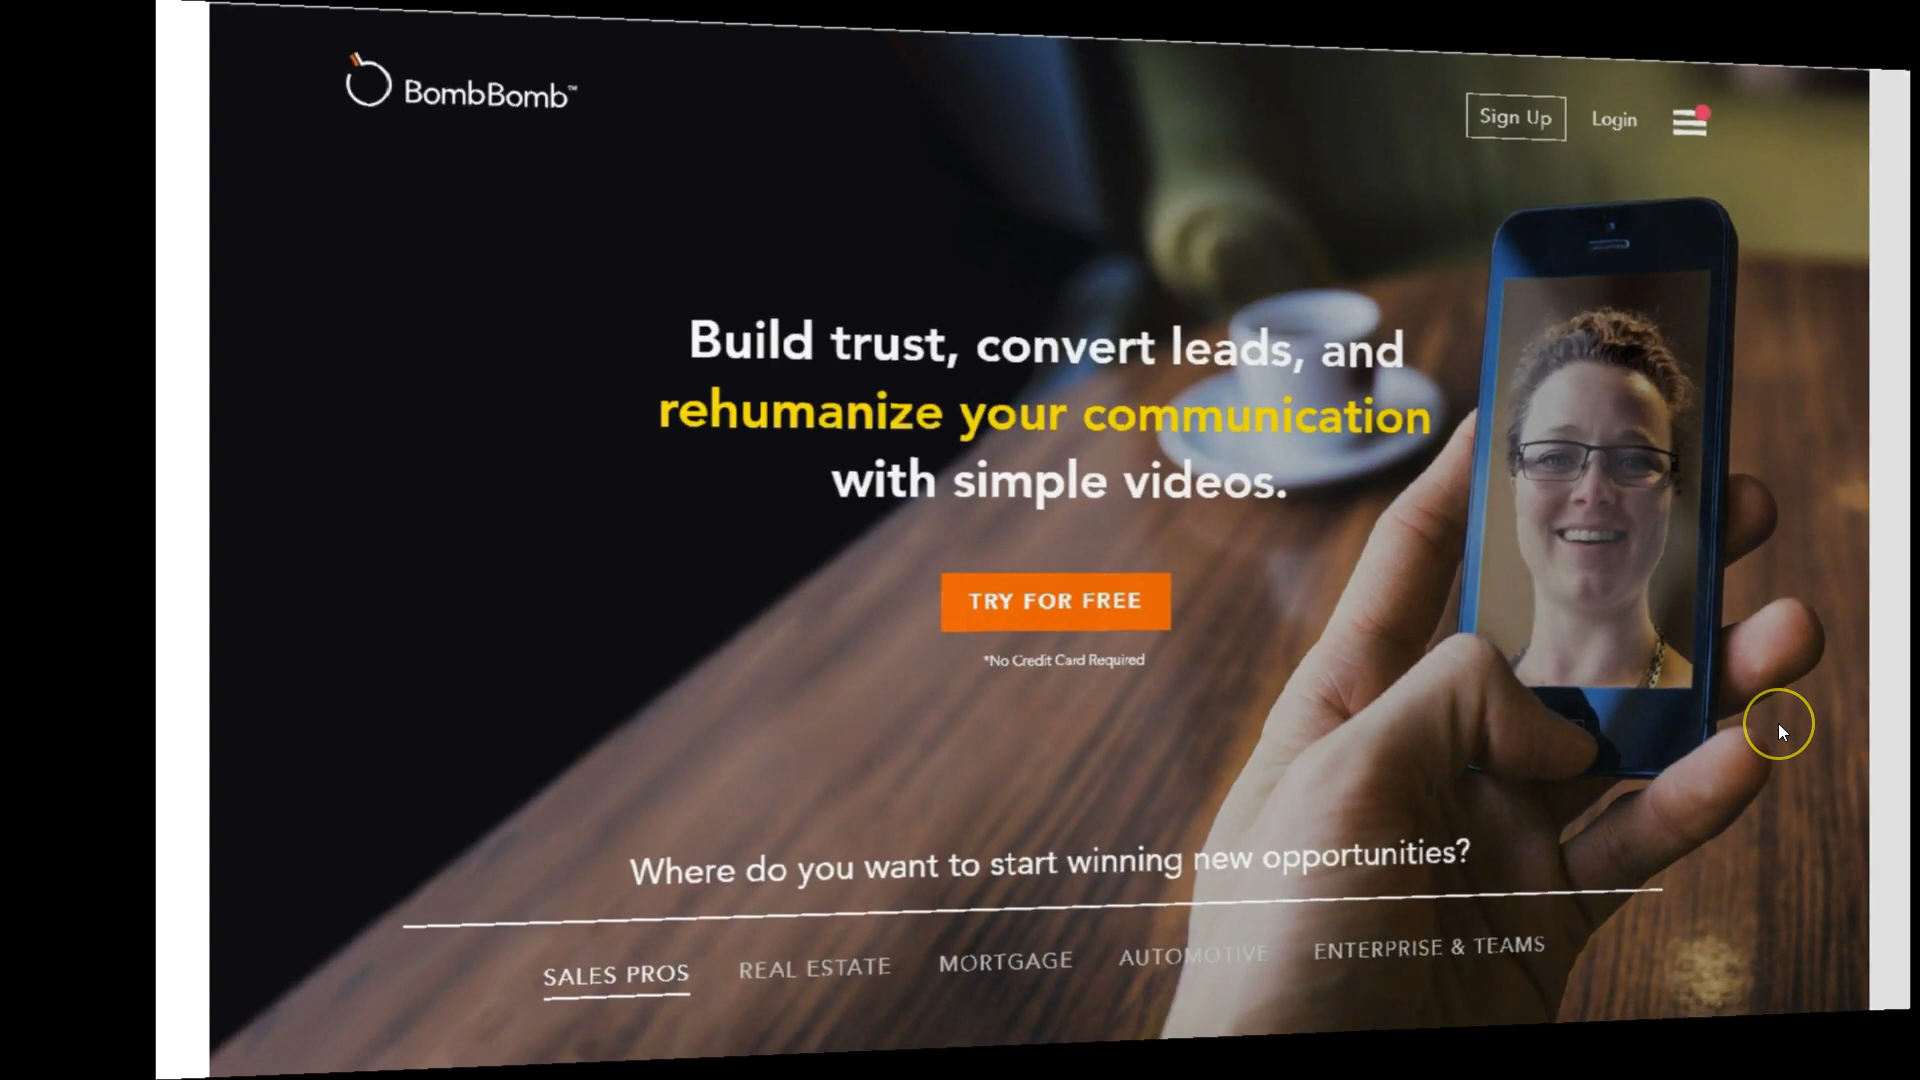 BombBomb™
Sign Up
Login
Build trust, convert leads, and
rehumanize your communication
with simple videos.
TRY FOR FREE
*No Credit Card Required
Where do you want to start winning new opportunities?
SALES PROS
REAL ESTATE
MORTGAGE
AUTOMOTIVE
ENTERPRISE & TEAMS